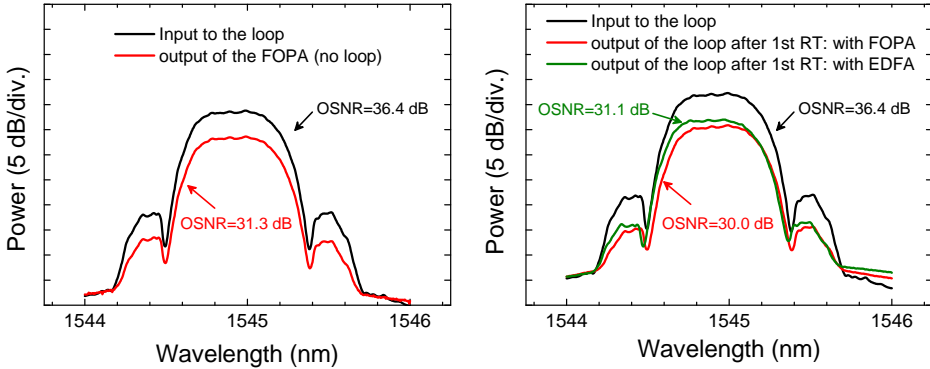 Input to the loop
output of the FOPA (no loop)
OSNR=36.4 dB
OSNR=31.3 dB
Power (5 dB/div.)
1544
1545
1546
Wavelength (nm)
Input to the loop
output of the loop after 1st RT: with FOPA
output of the loop after 1st RT: with EDFA
OSNR=31.1 dB
OSNR=36.4 dB
OSNR=30.0 dB
Power (5 dB/div.)
1544
1545
1546
Wavelength (nm)